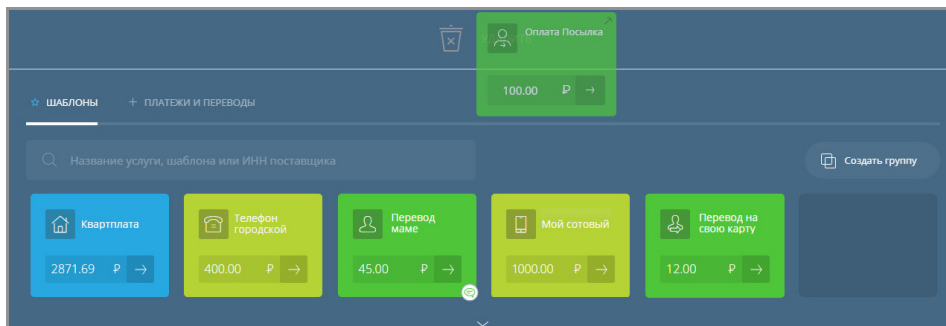 Оплата Посылка
100.00 ₽ →
ШАБЛОНЫ + ПЛАТЕЖИ И ПЕРЕВОДЫ
Название услуги, шаблона или ИНН поставщика
Создать группу
Квартплата
2871.69 ₽ →
Телефон
городской
400.00 ₽ →
Перевод
маме
45.00 ₽ →
Мой сотовый
1000.00 ₽ →
Перевод на
свою карту
12.00 ₽ →